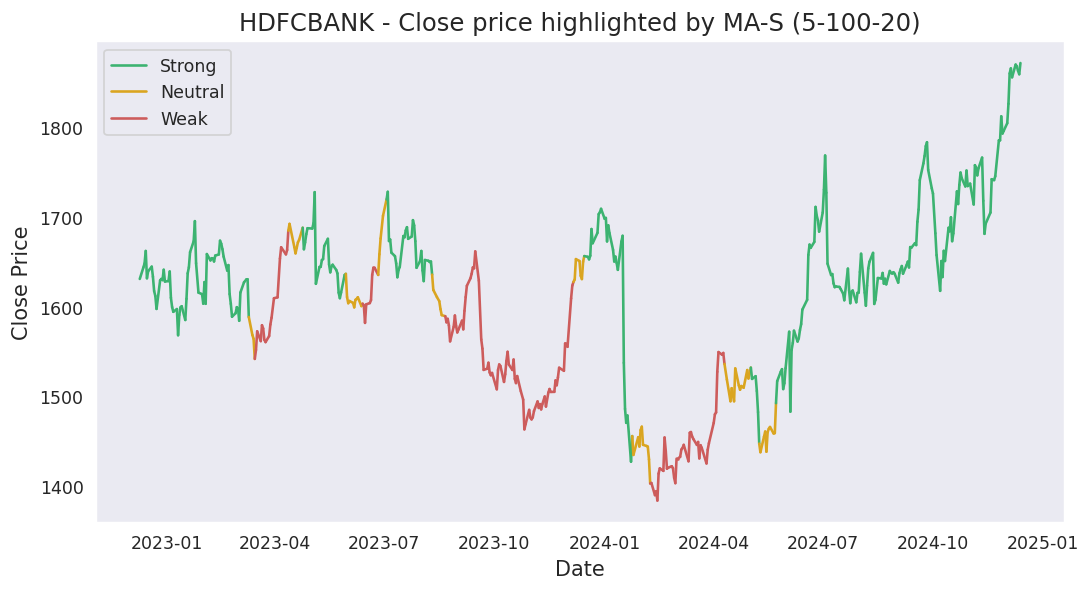 HDFCBANK - Close price highlighted by MA-S (5-100-20)
Strong
Neutral
Weak
Close Price
1800
1700
1600
1500
1400
2023-01 2023-04 2023-07 2023-10 2024-01 2024-04 2024-07 2024-10 2025-01
Date